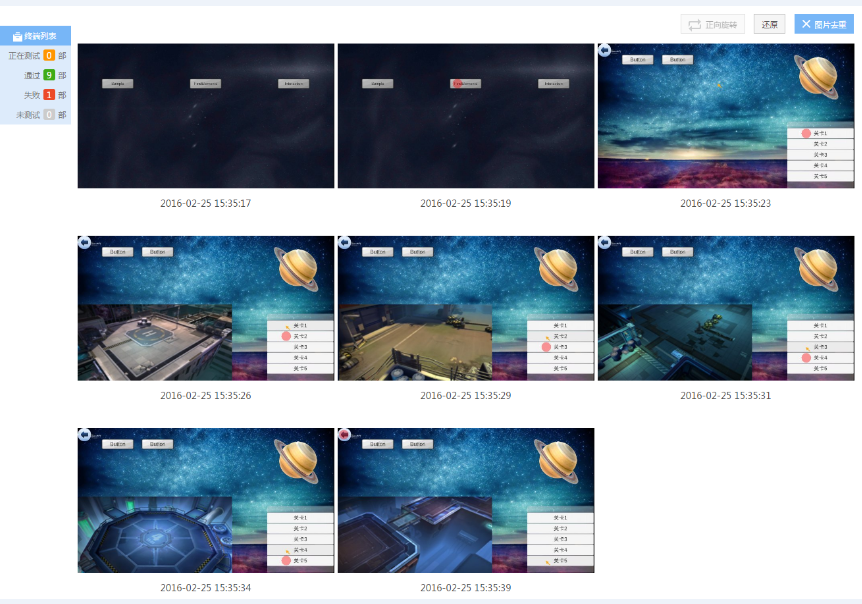 正向旋转
还原
图片去重
终端列表
正在测试 0 部
通过 9 部
失败 1 部
未测试 0 部
2016-02-25 15:35:17
2016-02-25 15:35:19
Button Button
关卡1
关卡2
关卡3
关卡4
关卡5
2016-02-25 15:35:23
Button Button
关卡1
关卡2
关卡3
关卡4
关卡5
2016-02-25 15:35:26
Button Button
关卡1
关卡2
关卡3
关卡4
关卡5
2016-02-25 15:35:29
Button Button
关卡1
关卡2
关卡3
关卡4
关卡5
2016-02-25 15:35:31
Button Button
关卡1
关卡2
关卡3
关卡4
关卡5
2016-02-25 15:35:34
Button Button
关卡1
关卡2
关卡3
关卡4
关卡5
2016-02-25 15:35:39